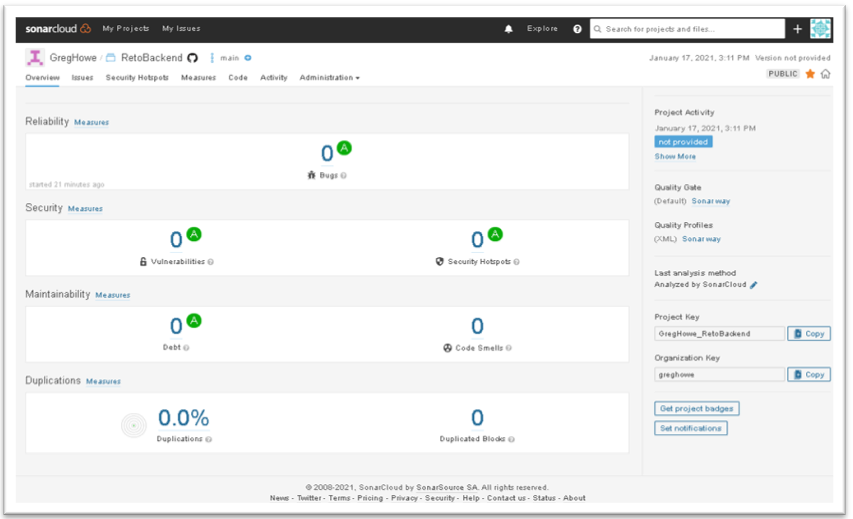 sonarcloud My Projects My Issues Explore Search for projects and files...
GregHowe / RetoBackend main January 17, 2021, 3:11 PM Version not provided
Overview Issues Security Hotspots Measures Code Activity Administration PUBLIC
Reliability Measures
0 A
Bugs
started 21 minutes ago
Security Measures
0 A 0 A
Vulnerabilities Security Hotspots
Maintainability Measures
0 A 0
Debt Code Smells
Duplications Measures
0.0% 0
Duplications Duplicated Blocks
Project Activity
January 17, 2021, 3:11 PM
not provided
Show More
Quality Gate
(Default) Sonar way
Quality Profiles
(XML) Sonar way
Last analysis method
Analyzed by SonarCloud
Project Key
GregHowe_RetoBackend Copy
Organization Key
greghowe Copy
Get project badges
Set notifications
© 2008-2021, SonarCloud by SonarSource SA. All rights reserved.
News - Twitter - Terms - Pricing - Privacy - Security - Help - Contact us - Status - About